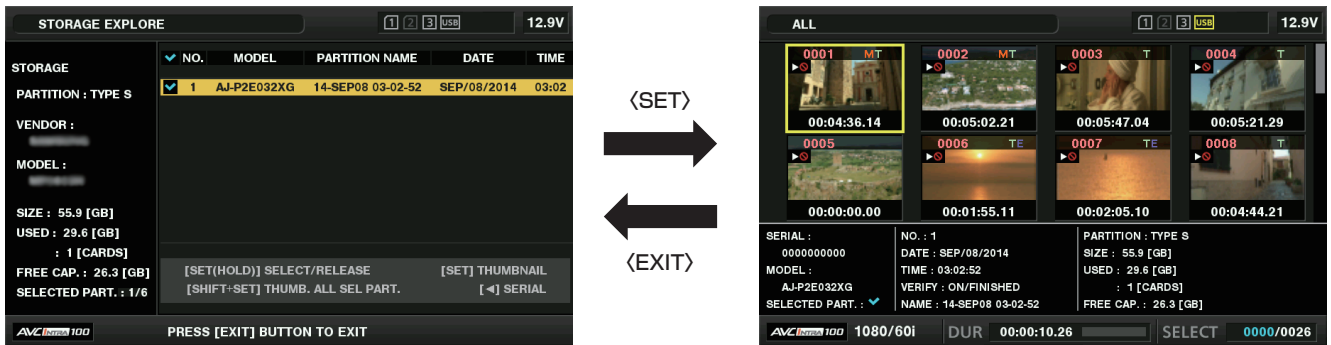 STORAGE EXPLORE
1 2 3 USB
12.9V
STORAGE
PARTITION : TYPE S
VENDOR :
MODEL :
SIZE : 55.9 [GB]
USED : 29.6 [GB]
: 1 [CARDS]
FREE CAP. : 26.3 [GB]
SELECTED PART. : 1/6
NO. MODEL PARTITION NAME DATE TIME
1 AJ-P2E032XG 14-SEP08 03-02-52 SEP/08/2014 03:02
[SET(HOLD)] SELECT/RELEASE [SET] THUMBNAIL
[SHIFT+SET] THUMB. ALL SEL PART. [◄] SERIAL
AVC INTRA 100 PRESS [EXIT] BUTTON TO EXIT
〈SET〉
〈EXIT〉
ALL
1 2 3 USB
12.9V
0001 MT 0002 MT 0003 T 0004 T
00:04:36.14 00:05:02.21 00:05:47.04 00:05:21.29
0005 0006 TE 0007 TE 0008 T
00:00:00.00 00:01:55.11 00:02:05.10 00:04:44.21
SERIAL :
0000000000
MODEL :
AJ-P2E032XG
SELECTED PART. :
NO. : 1
DATE : SEP/08/2014
TIME : 03:02:52
VERIFY : ON/FINISHED
NAME : 14-SEP08 03-02-52
PARTITION : TYPE S
SIZE : 55.9 [GB]
USED : 29.6 [GB]
: 1 [CARDS]
FREE CAP. : 26.3 [GB]
AVC INTRA 100 1080/60i DUR 00:00:10.26 SELECT 0000/0026